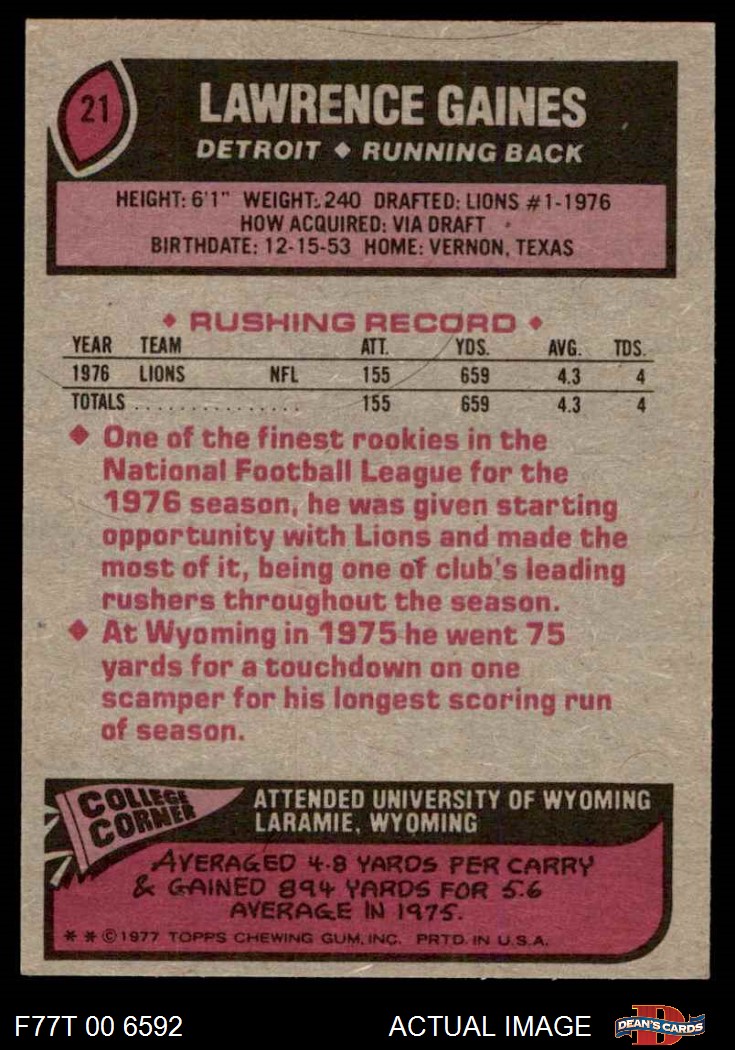 21
LAWRENCE GAINES
DETROIT ◆ RUNNING BACK
HEIGHT: 6'1" WEIGHT: 240 DRAFTED: LIONS #1-1976
HOW ACQUIRED: VIA DRAFT
BIRTHDATE: 12-15-53 HOME: VERNON, TEXAS
◆ RUSHING RECORD ◆
YEAR TEAM ATT. YDS. AVG. TDS.
1976 LIONS NFL 155 659 4.3 4
TOTALS . . . . . . . . . . . . . . . 155 659 4.3 4
◆ One of the finest rookies in the
National Football League for the
1976 season, he was given starting
opportunity with Lions and made the
most of it, being one of club's leading
rushers throughout the season.
◆ At Wyoming in 1975 he went 75
yards for a touchdown on one
scamper for his longest scoring run
of season.
COLLEGE
CORNER
ATTENDED UNIVERSITY OF WYOMING
LARAMIE, WYOMING
AVERAGED 4.8 YARDS PER CARRY
& GAINED 894 YARDS FOR 5.6
AVERAGE IN 1975.
* * © 1977 TOPPS CHEWING GUM, INC. PRTD. IN U.S.A.
F77T 00 6592 ACTUAL IMAGE
D
DEAN'S CARDS